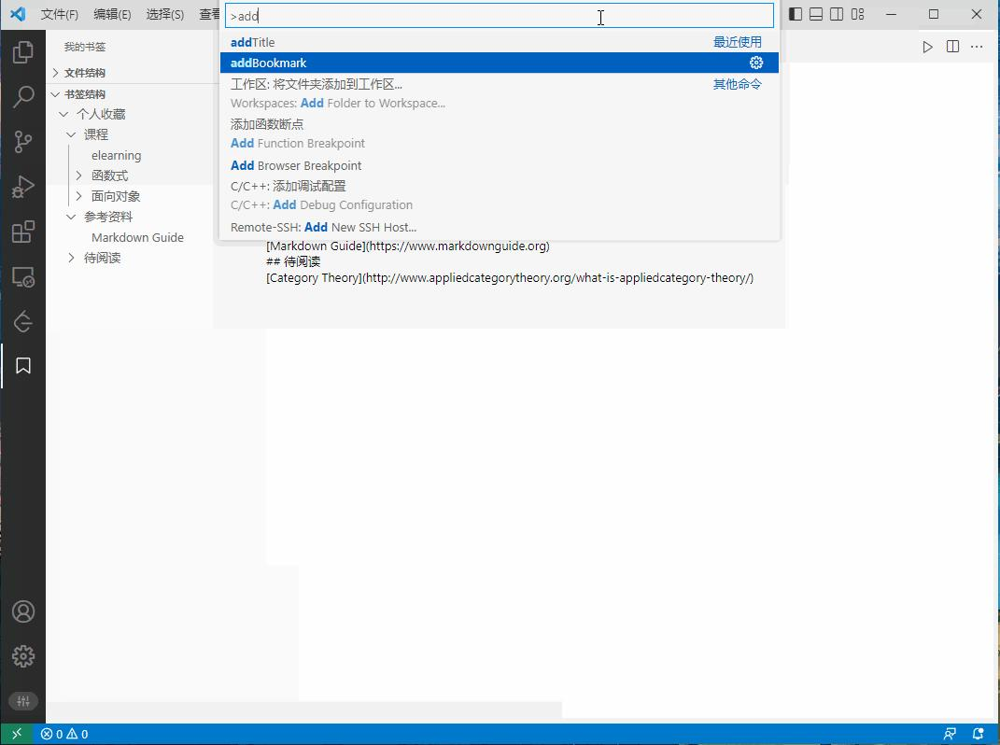 文件(F) 编辑(E) 选择(S) 查看
>add
我的书签
文件结构
书签结构
个人收藏
课程
elearning
函数式
面向对象
参考资料
Markdown Guide
待阅读
addTitle 最近使用
addBookmark
工作区: 将文件夹添加到工作区... 其他命令
Workspaces: Add Folder to Workspace...
添加函数断点
Add Function Breakpoint
Add Browser Breakpoint
C/C++: 添加调试配置
C/C++: Add Debug Configuration
Remote-SSH: Add New SSH Host...
[Markdown Guide](https://www.markdownguide.org)
## 待阅读
[Category Theory](http://www.appliedcategorytheory.org/what-is-appliedcategory-theory/)
0 0